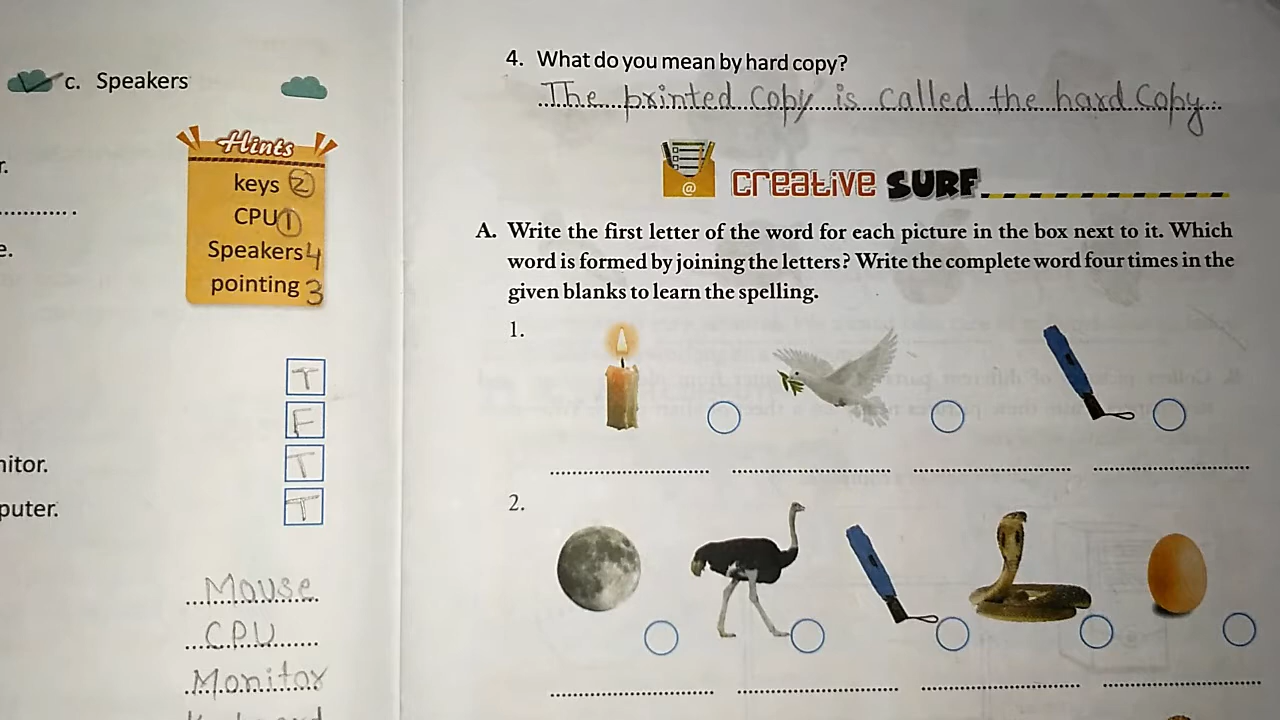 c. Speakers
r.
Hints
keys 2
CPU 1
Speakers 4
pointing 3
e.
T
F
T
nitor.
T
puter.
Mouse
CPU
Monitor
4. What do you mean by hard copy?
The printed copy is called the hard copy.
@ CREATIVE SURF
A. Write the first letter of the word for each picture in the box next to it. Which
word is formed by joining the letters? Write the complete word four times in the
given blanks to learn the spelling.
1.
2.